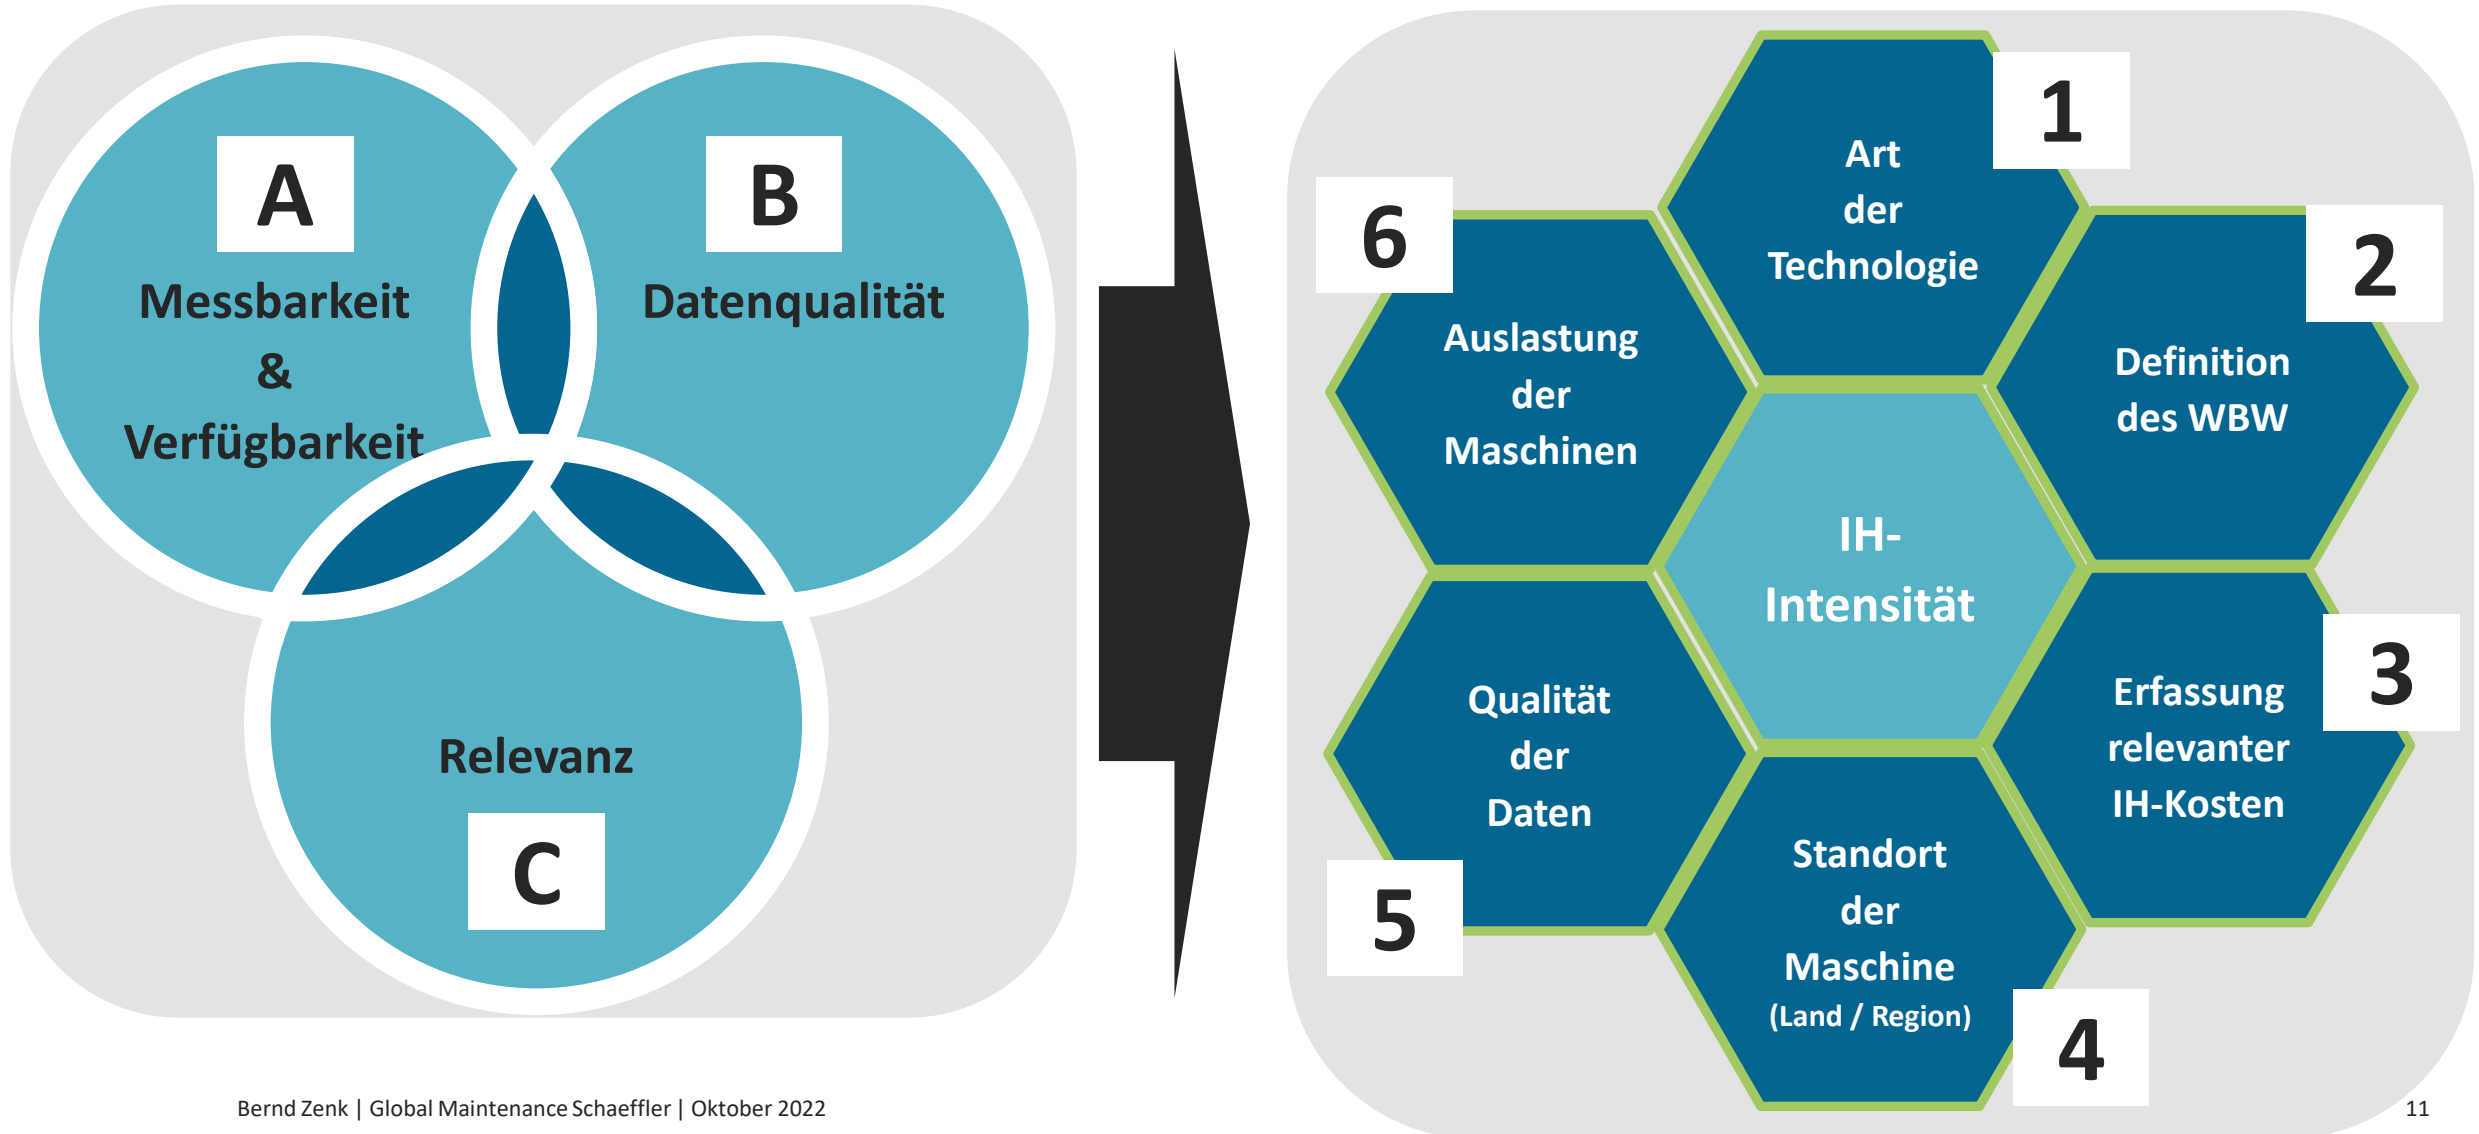 A
Messbarkeit
&
Verfügbarkeit
B
Datenqualität
Relevanz
C
1
Art
der
Technologie
2
Definition
des WBW
3
Erfassung
relevanter
IH-Kosten
4
Standort
der
Maschine
(Land / Region)
5
Qualität
der
Daten
6
Auslastung
der
Maschinen
IH-
Intensität
Bernd Zenk | Global Maintenance Schaeffler | Oktober 2022
11